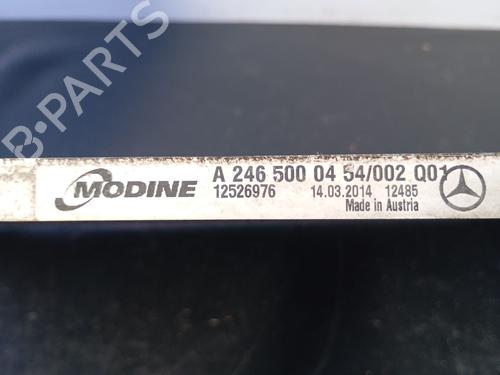 B-PARTS
MODINE
A 246 500 04 54/002 Q01
12526976 14.03.2014 12485
Made in Austria